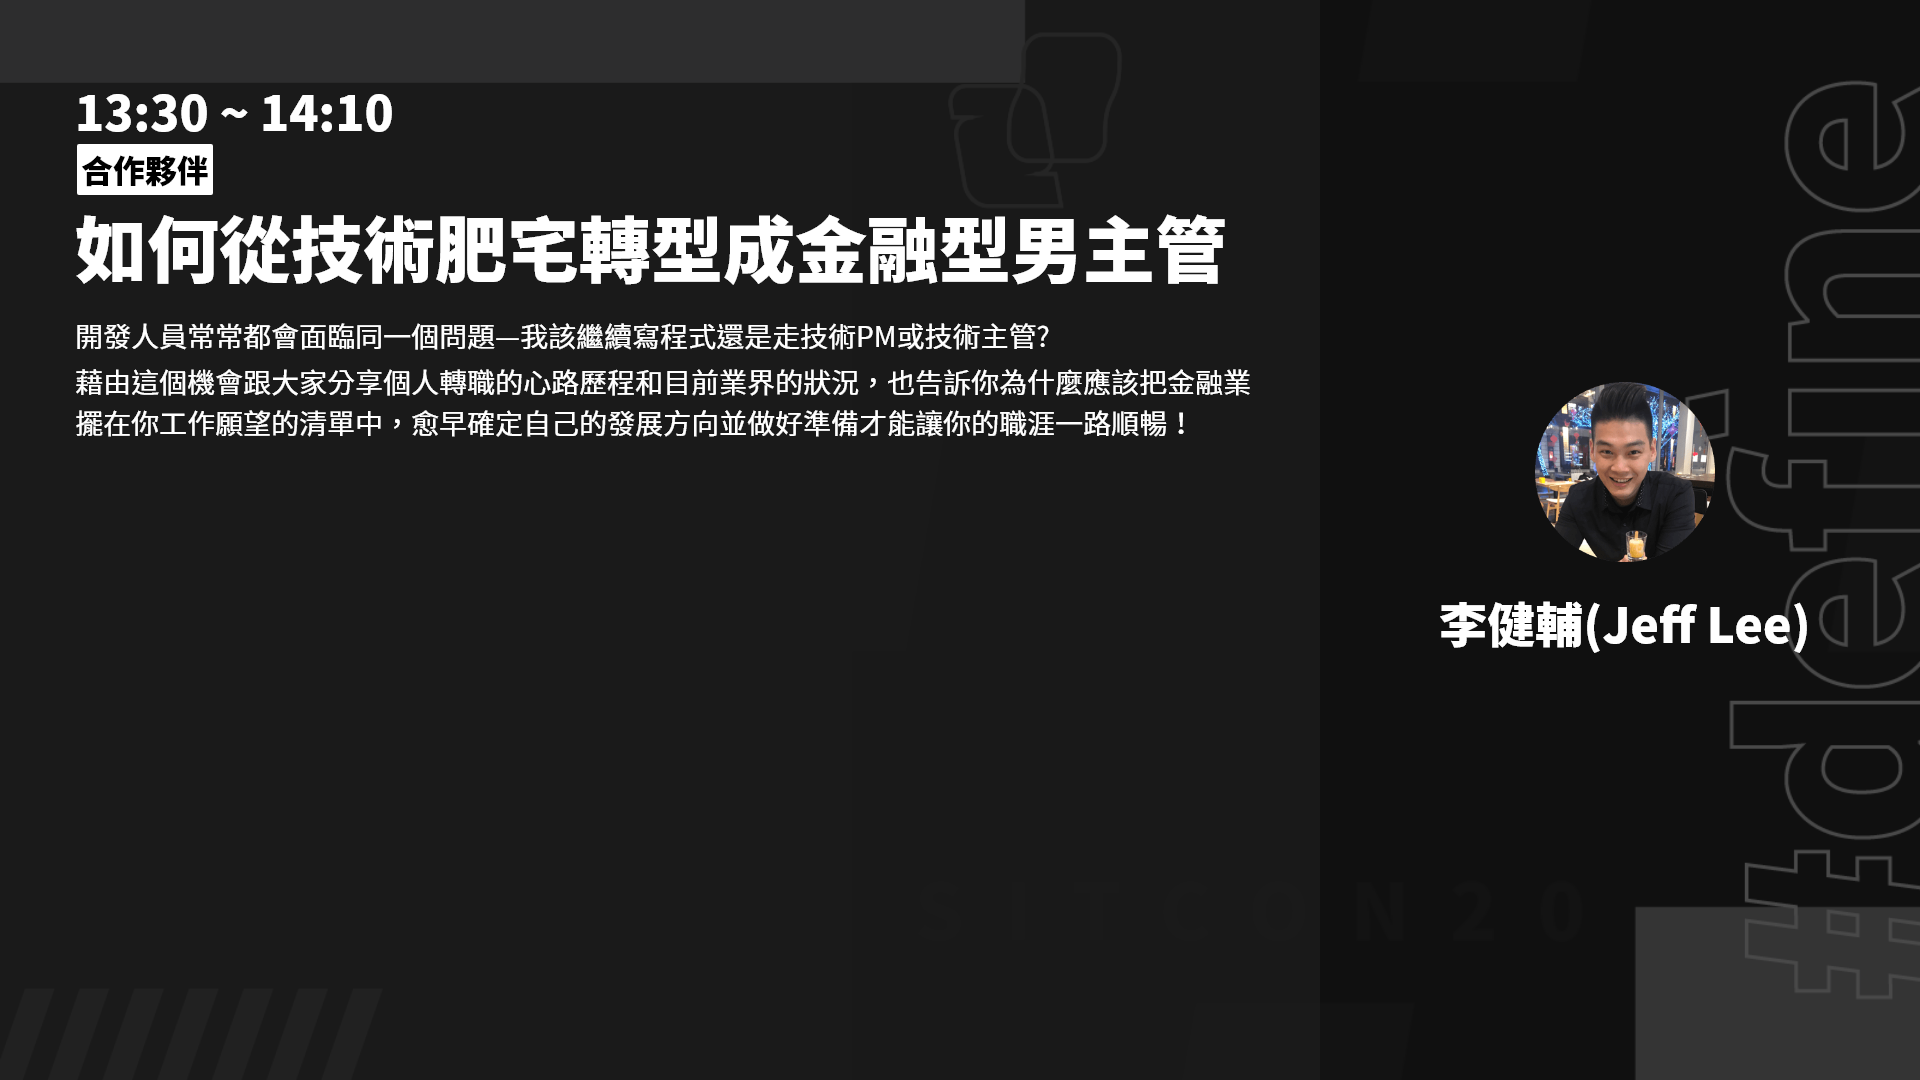 13:30 ~ 14:10
合作夥伴
如何從技術肥宅轉型成金融型男主管
開發人員常常都會面臨同一個問題—我該繼續寫程式還是走技術PM或技術主管?
藉由這個機會跟大家分享個人轉職的心路歷程和目前業界的狀況，也告訴你為什麼應該把金融業
擺在你工作願望的清單中，愈早確定自己的發展方向並做好準備才能讓你的職涯一路順暢！
李健輔(Jeff Lee)
#define
SITCON20